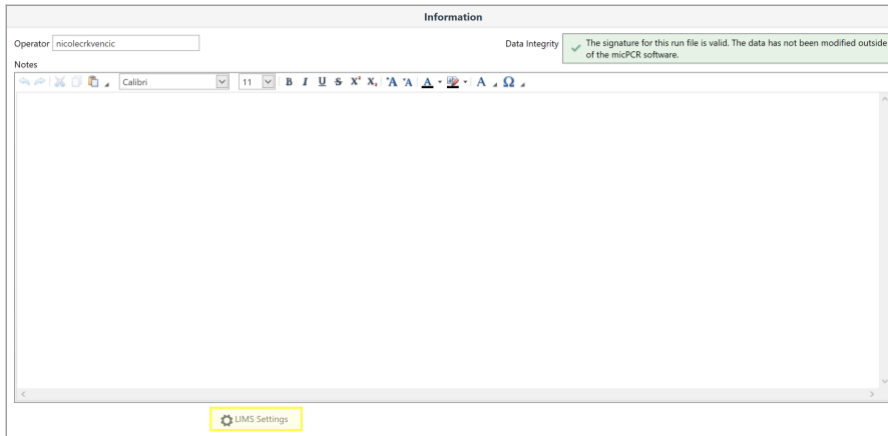 Information
Operator nicolecrkvencic
Data Integrity The signature for this run file is valid. The data has not been modified outside
of the micPCR software.
Notes
Calibri 11 B I U S X² X₂ ˄A ˅A A A Ω
LIMS Settings